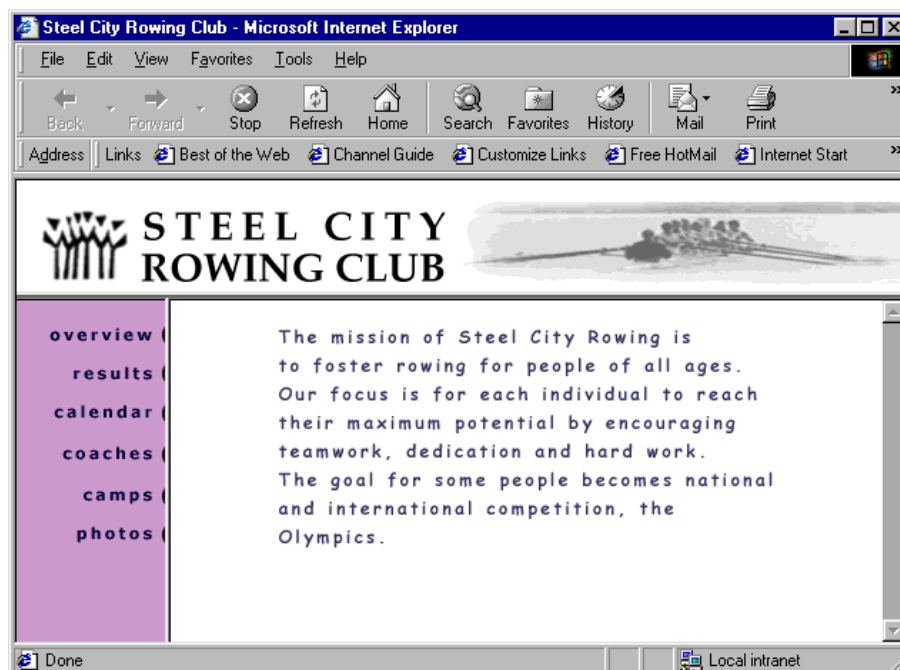 Steel City Rowing Club - Microsoft Internet Explorer
File Edit View Favorites Tools Help
Back Forward Stop Refresh Home Search Favorites History Mail Print
Address Links Best of the Web Channel Guide Customize Links Free HotMail Internet Start
STEEL CITY
ROWING CLUB
overview
results
calendar
coaches
camps
photos
The mission of Steel City Rowing is
to foster rowing for people of all ages.
Our focus is for each individual to reach
their maximum potential by encouraging
teamwork, dedication and hard work.
The goal for some people becomes national
and international competition, the
Olympics.
Done
Local intranet